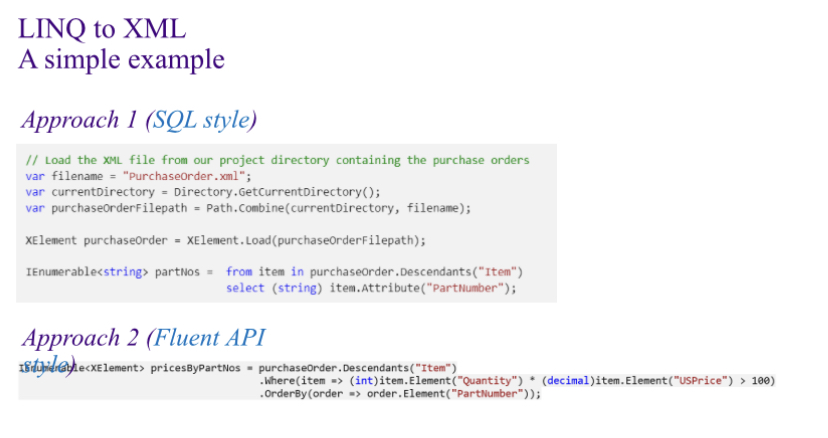 LINQ to XML
A simple example
Approach 1 (SQL style)
// Load the XML file from our project directory containing the purchase orders
var filename = "PurchaseOrder.xml";
var currentDirectory = Directory.GetCurrentDirectory();
var purchaseOrderFilepath = Path.Combine(currentDirectory, filename);
XElement purchaseOrder = XElement.Load(purchaseOrderFilepath);
IEnumerable<string> partNos = from item in purchaseOrder.Descendants("Item")
select (string) item.Attribute("PartNumber");
Approach 2 (Fluent API
style)
IEnumerable<XElement> pricesByPartNos = purchaseOrder.Descendants("Item")
.Where(item => (int)item.Element("Quantity") * (decimal)item.Element("USPrice") > 100)
.OrderBy(order => order.Element("PartNumber"));